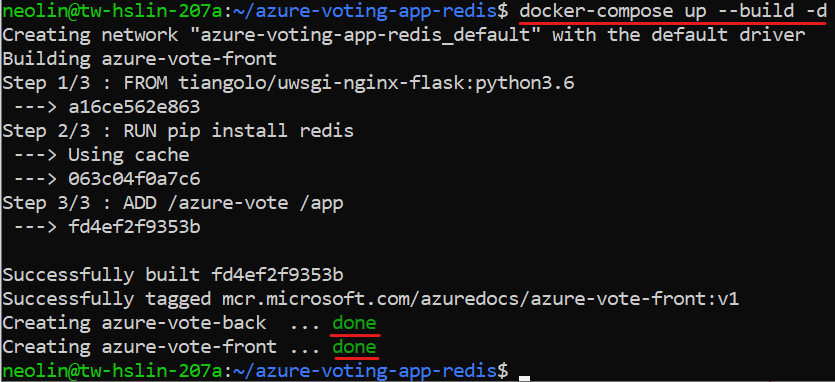 neolin@tw-hslin-207a:~/azure-voting-app-redis$ docker-compose up --build -d
Creating network "azure-voting-app-redis_default" with the default driver
Building azure-vote-front
Step 1/3 : FROM tiangolo/uwsgi-nginx-flask:python3.6
 ---> a16ce562e863
Step 2/3 : RUN pip install redis
 ---> Using cache
 ---> 063c04f0a7c6
Step 3/3 : ADD /azure-vote /app
 ---> fd4ef2f9353b

Successfully built fd4ef2f9353b
Successfully tagged mcr.microsoft.com/azuredocs/azure-vote-front:v1
Creating azure-vote-back  ... done
Creating azure-vote-front ... done
neolin@tw-hslin-207a:~/azure-voting-app-redis$